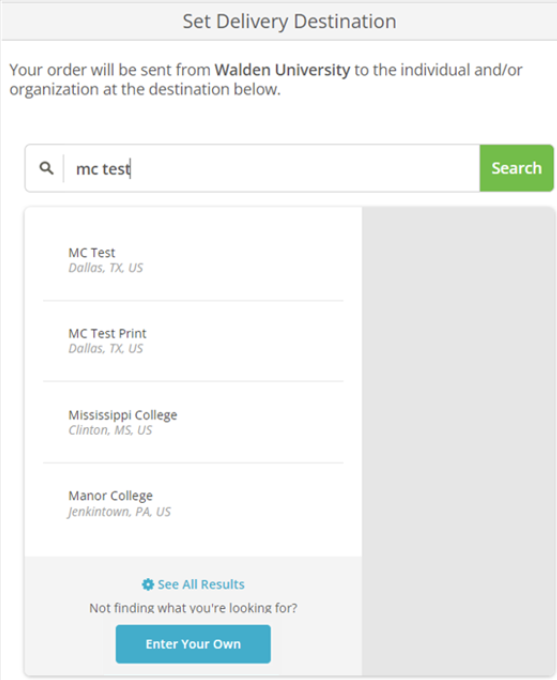 Set Delivery Destination
Your order will be sent from Walden University to the individual and/or
organization at the destination below.
mc test
Search
MC Test
Dallas, TX, US
MC Test Print
Dallas, TX, US
Mississippi College
Clinton, MS, US
Manor College
Jenkintown, PA, US
See All Results
Not finding what you're looking for?
Enter Your Own